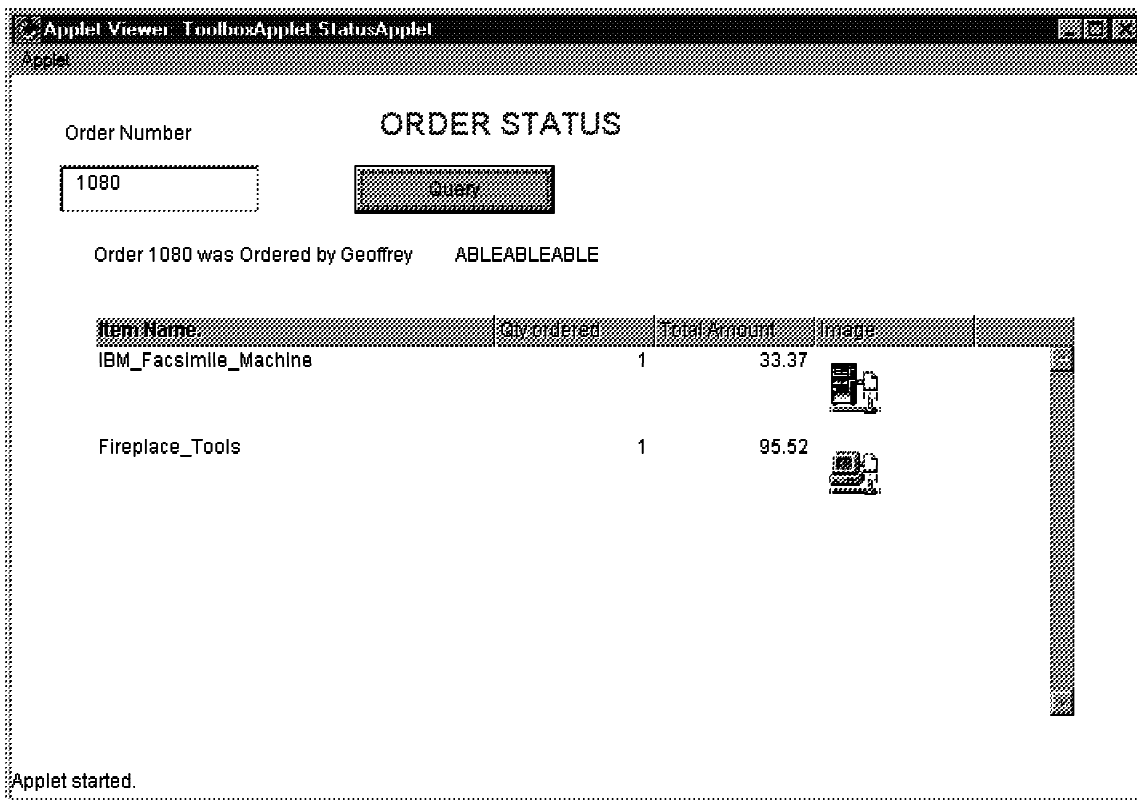 Applet Viewer: ToolboxApplet.StatusApplet
Applet
ORDER STATUS
Order Number
1080
Query
Order 1080 was Ordered by Geoffrey ABLEABLEABLE
Item Name. Qty ordered Total Amount Image
IBM_Facsimile_Machine 1 33.37
Fireplace_Tools 1 95.52
Applet started.